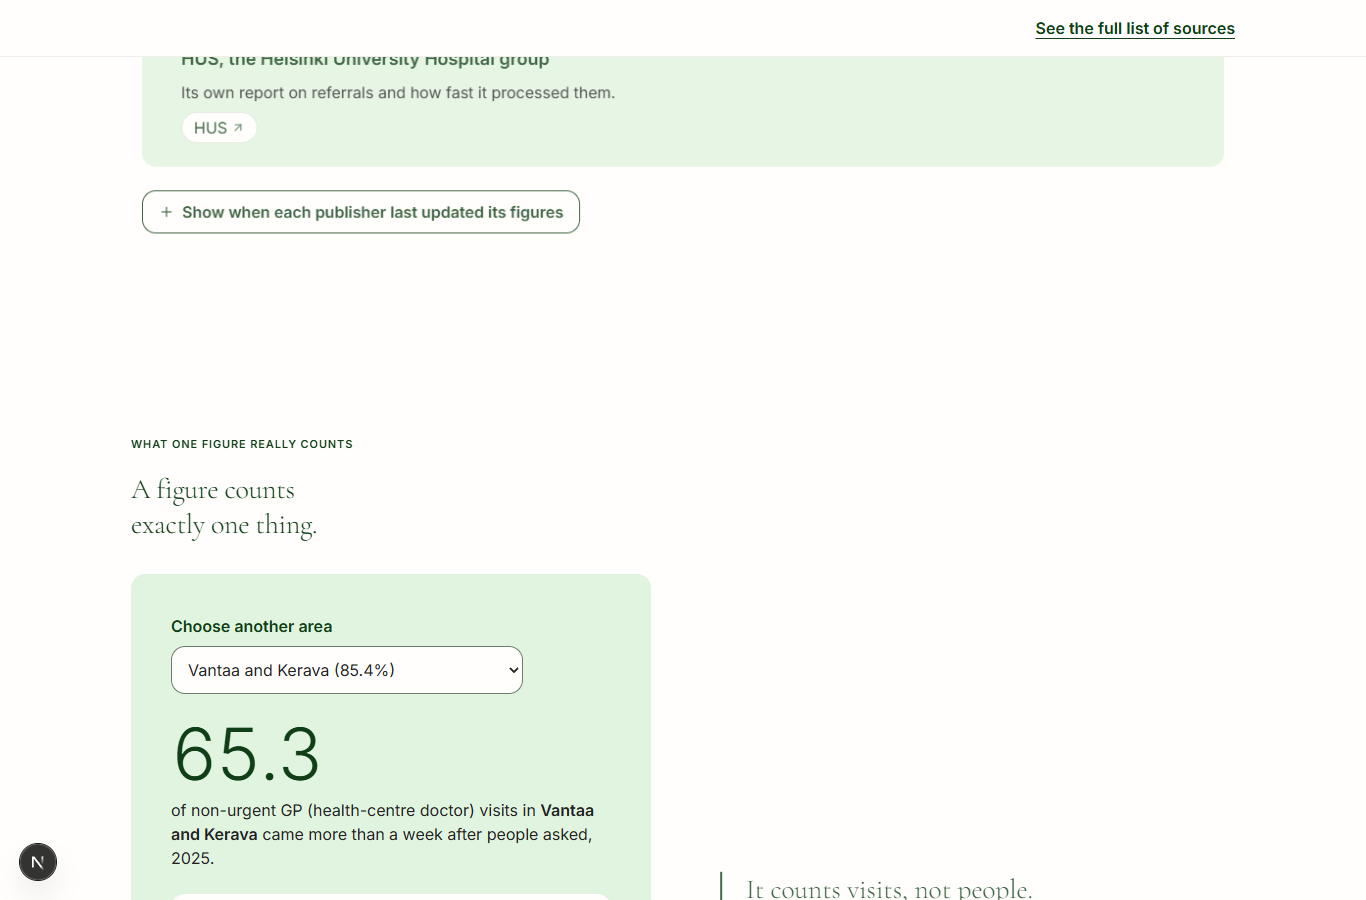 See the full list of sources
HUS, the Helsinki University Hospital group
Its own report on referrals and how fast it processed them.
HUS ↗
+ Show when each publisher last updated its figures
WHAT ONE FIGURE REALLY COUNTS
A figure counts
exactly one thing.
Choose another area
Vantaa and Kerava (85.4%)
65.3
of non-urgent GP (health-centre doctor) visits in Vantaa
and Kerava came more than a week after people asked,
2025.
N
It counts visits, not people.